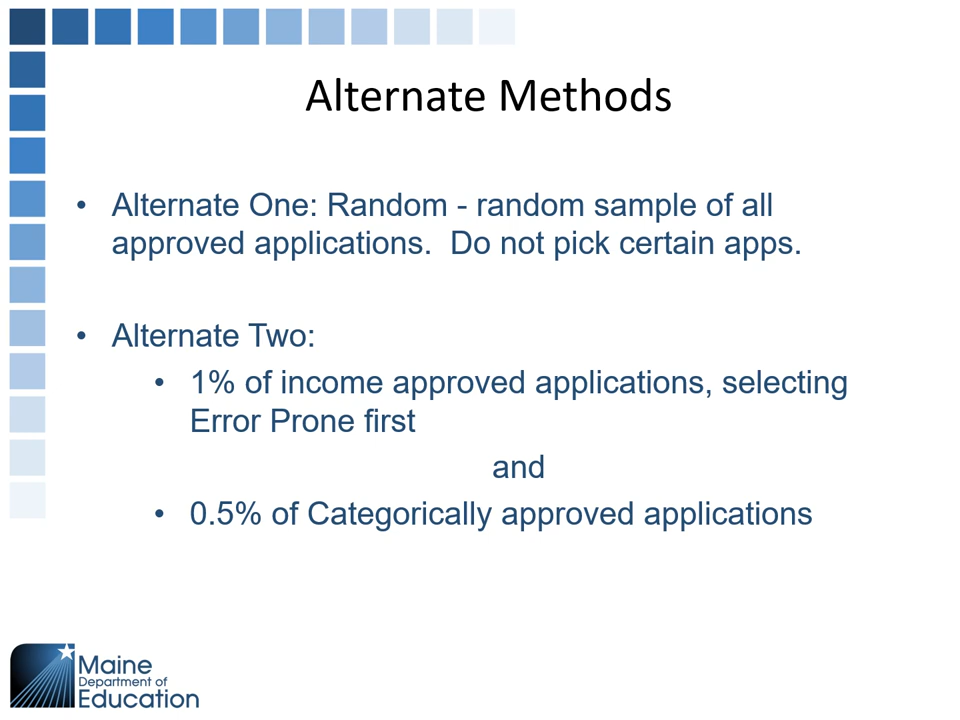 Alternate Methods
• Alternate One: Random - random sample of all
approved applications.  Do not pick certain apps.
• Alternate Two:
• 1% of income approved applications, selecting
Error Prone first
and
• 0.5% of Categorically approved applications
Maine
Department of
Education